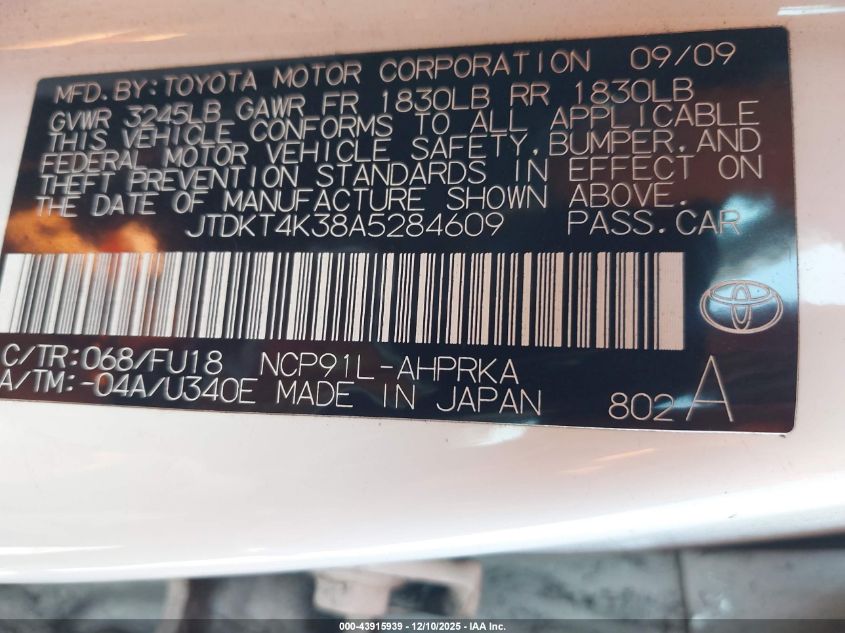 MFD. BY: TOYOTA MOTOR CORPORATION 09/09
GVWR 3245LB GAWR FR 1830LB RR 1830LB
THIS VEHICLE CONFORMS TO ALL APPLICABLE
FEDERAL MOTOR VEHICLE SAFETY, BUMPER, AND
THEFT PREVENTION STANDARDS IN EFFECT ON
THE DATE OF MANUFACTURE SHOWN ABOVE.
JTDKT4K38A5284609 PASS. CAR
C/TR: 068/FU18 NCP91L-AHPRKA
A/TM: -04A/U340E MADE IN JAPAN 802 A
000-43915939 - 12/10/2025 - IAA Inc.